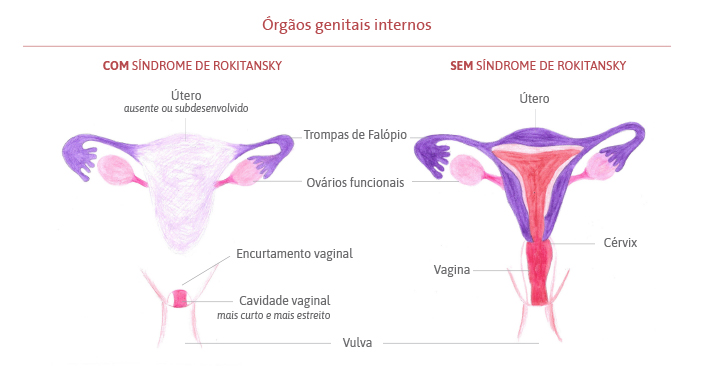 Órgãos genitais internos
COM SÍNDROME DE ROKITANSKY
SEM SÍNDROME DE ROKITANSKY
Útero
ausente ou subdesenvolvido
Útero
Trompas de Falópio
Ovários funcionais
Cérvix
Encurtamento vaginal
Vagina
Cavidade vaginal
mais curto e mais estreito
Vulva